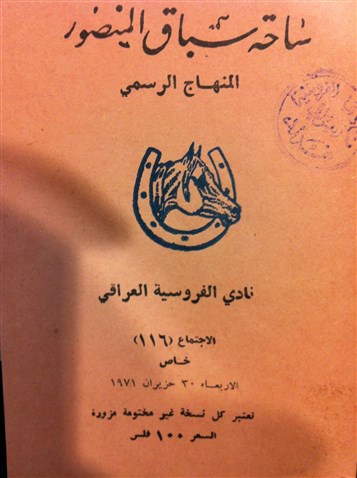 ساحة سباق المنصور
المنهاج الرسمي
نادي الفروسية العراقي
الاجتماع (١١٦)
خاص
الاربعاء ٣٠ حزيران ١٩٧١
تعتبر كل نسخة غير مختومة مزورة
السعر ١٠٠ فلس